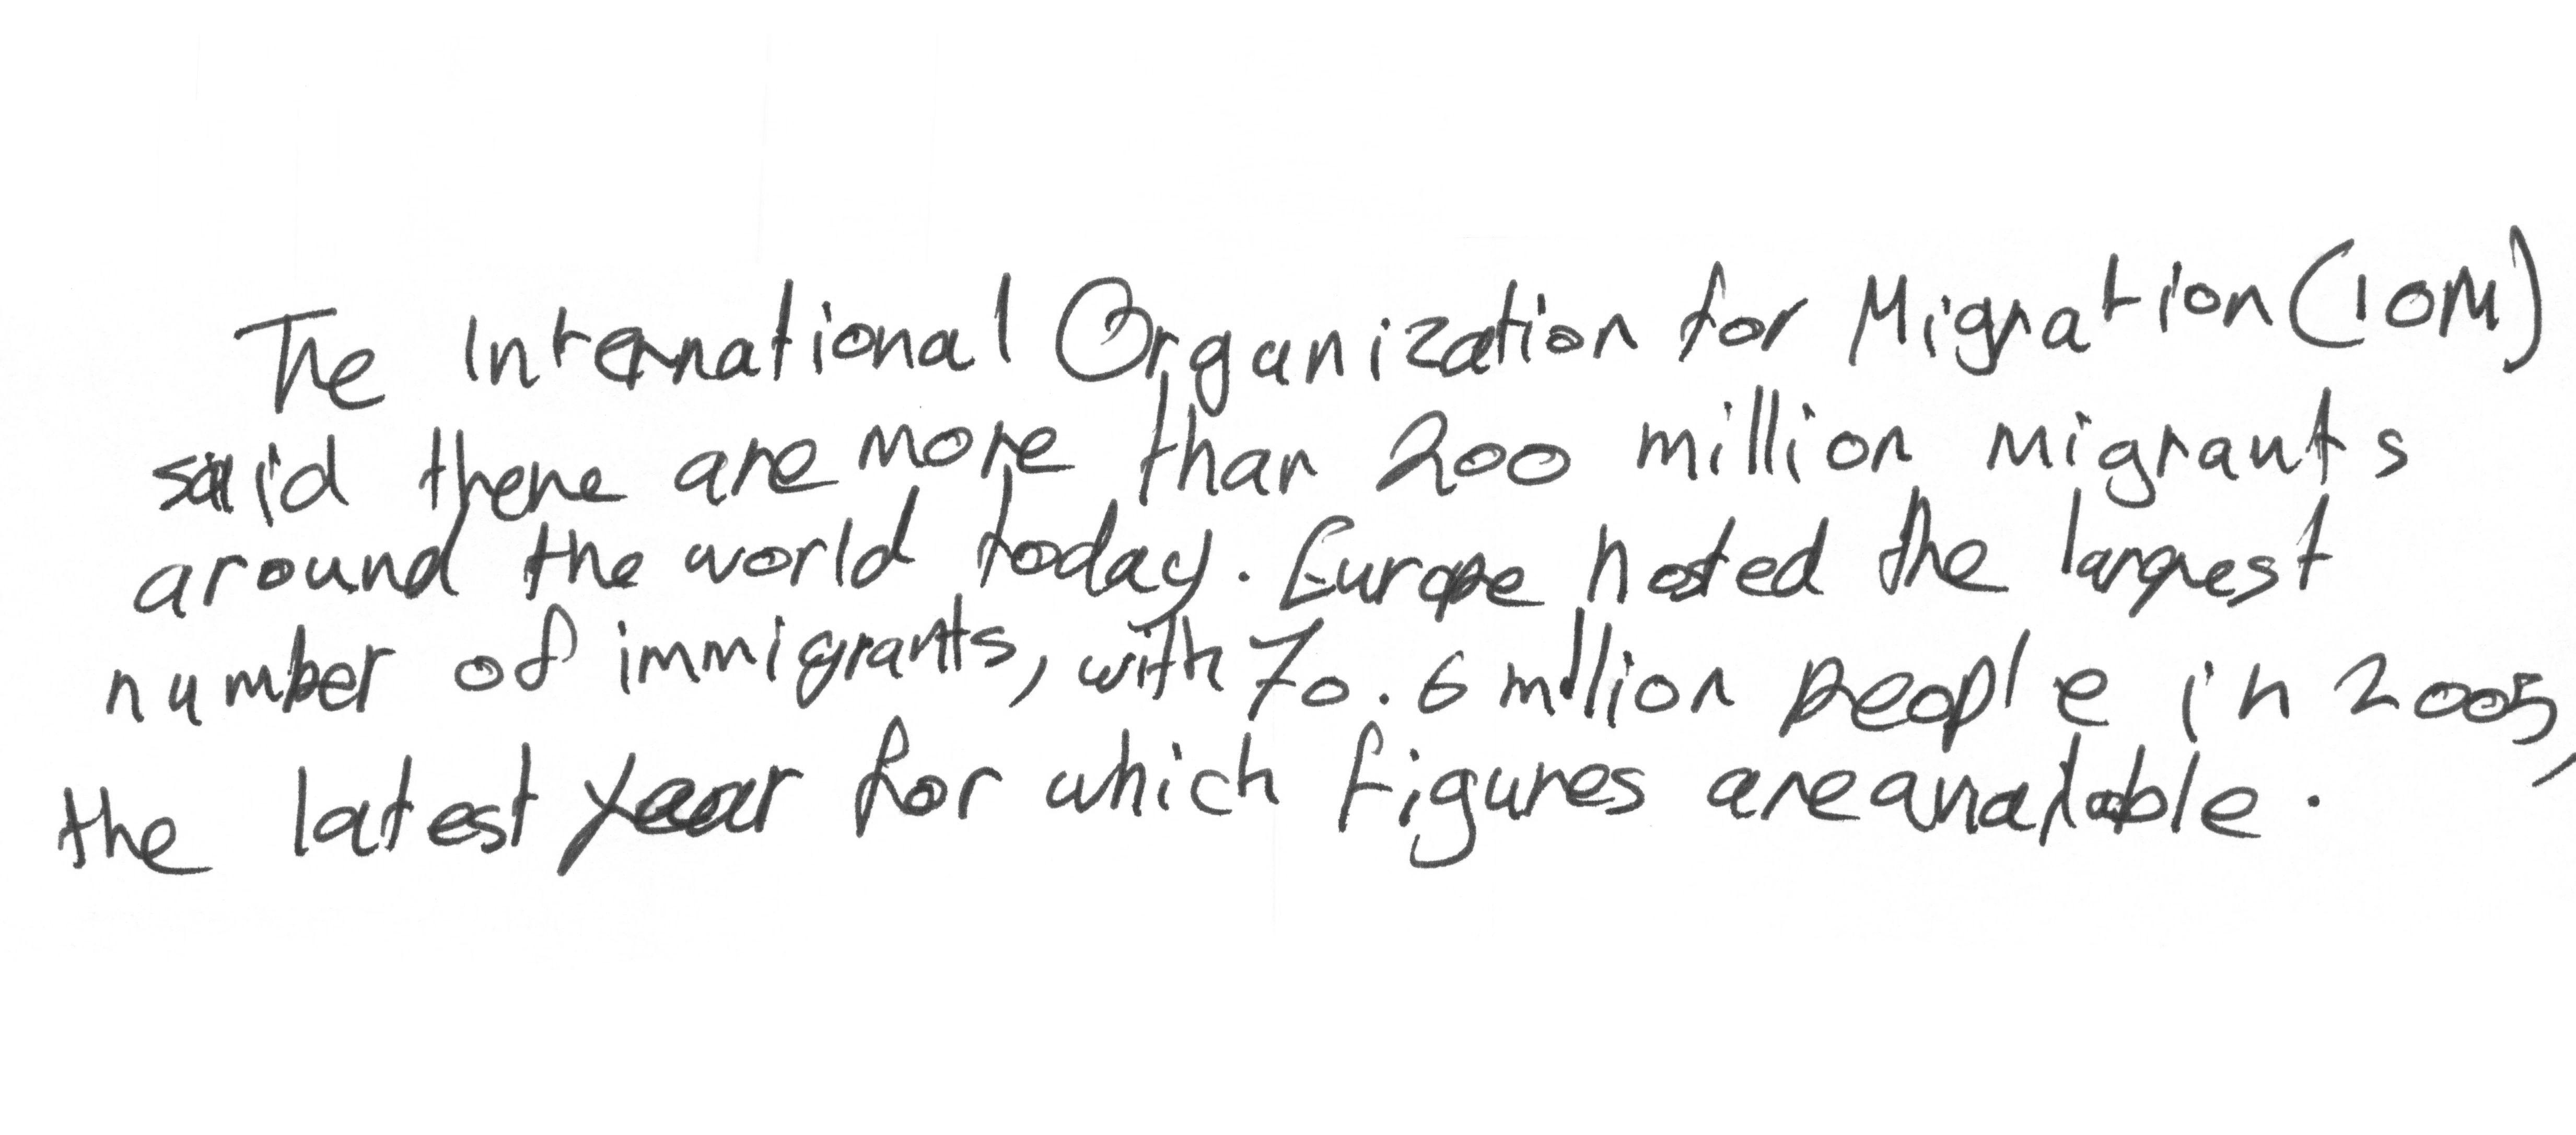 The International Organization for Migration (IOM)
said there are more than 200 million migrants
around the world today. Europe hosted the largest
number of immigrants, with 70.6 million people in 2005,
the latest year for which figures are available.